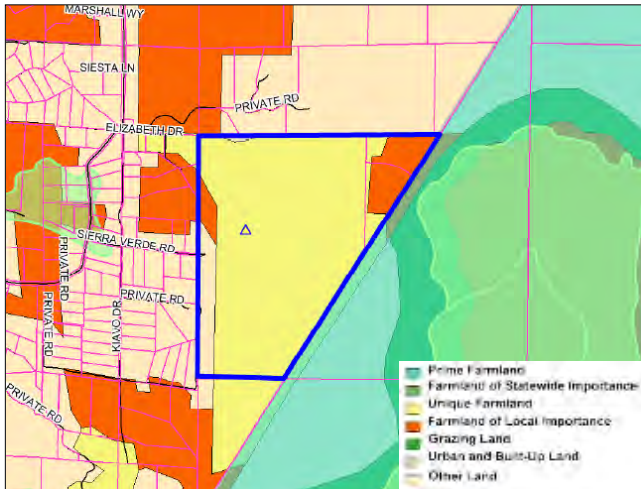 MARSHALL WY
SIESTA LN
PRIVATE RD
ELIZABETH DR
SIERRA VERDE RD
PRIVATE RD
PRIVATE RD
PRIVATE RD
KIAVO DR
PRIVATE RD
Prime Farmland
Farmland of Statewide Importance
Unique Farmland
Farmland of Local Importance
Grazing Land
Urban and Built-Up Land
Other Land